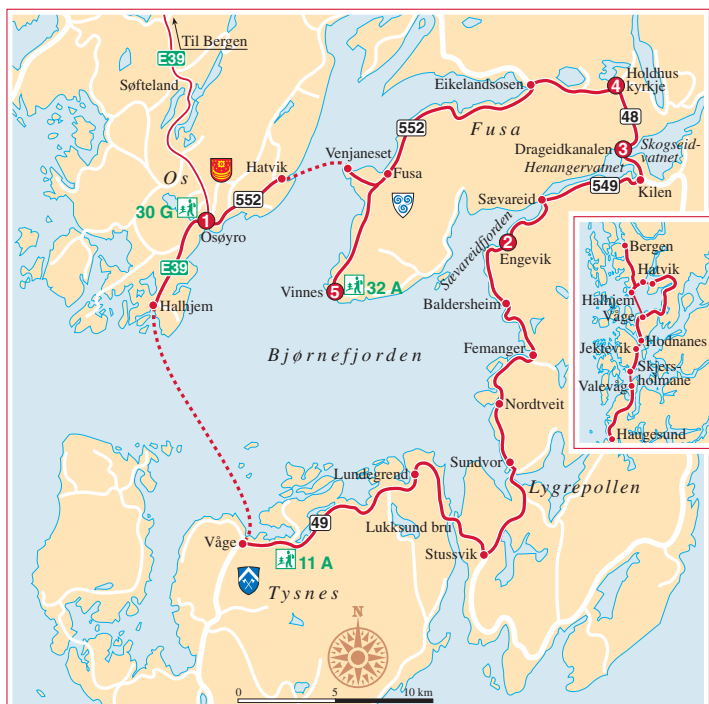 Til Bergen
E39
Søfteland
Eikelandsosen
4
Holdhus
kyrkje
48
552
Fusa
Drageidkanalen
3
Skogseid-
vatnet
Henangervatnet
Venjaneset
Hatvik
Os
552
Fusa
549
Kilen
Sævareid
30 G
1
Osøyro
Sævareidfjorden
2
Engevik
E39
Vinnes
5
32 A
Halhjem
Baldersheim
Bjørnefjorden
Femanger
Nordtveit
Bergen
Hatvik
Halhjem
Våge
Hodnanes
Jektevik
Skjers-
holmane
Valevåg
Haugesund
Sundvor
Lundegrend
Lygrepollen
49
Lukksund bru
Våge
Stussvik
11 A
Tysnes
N
0
5
10 km